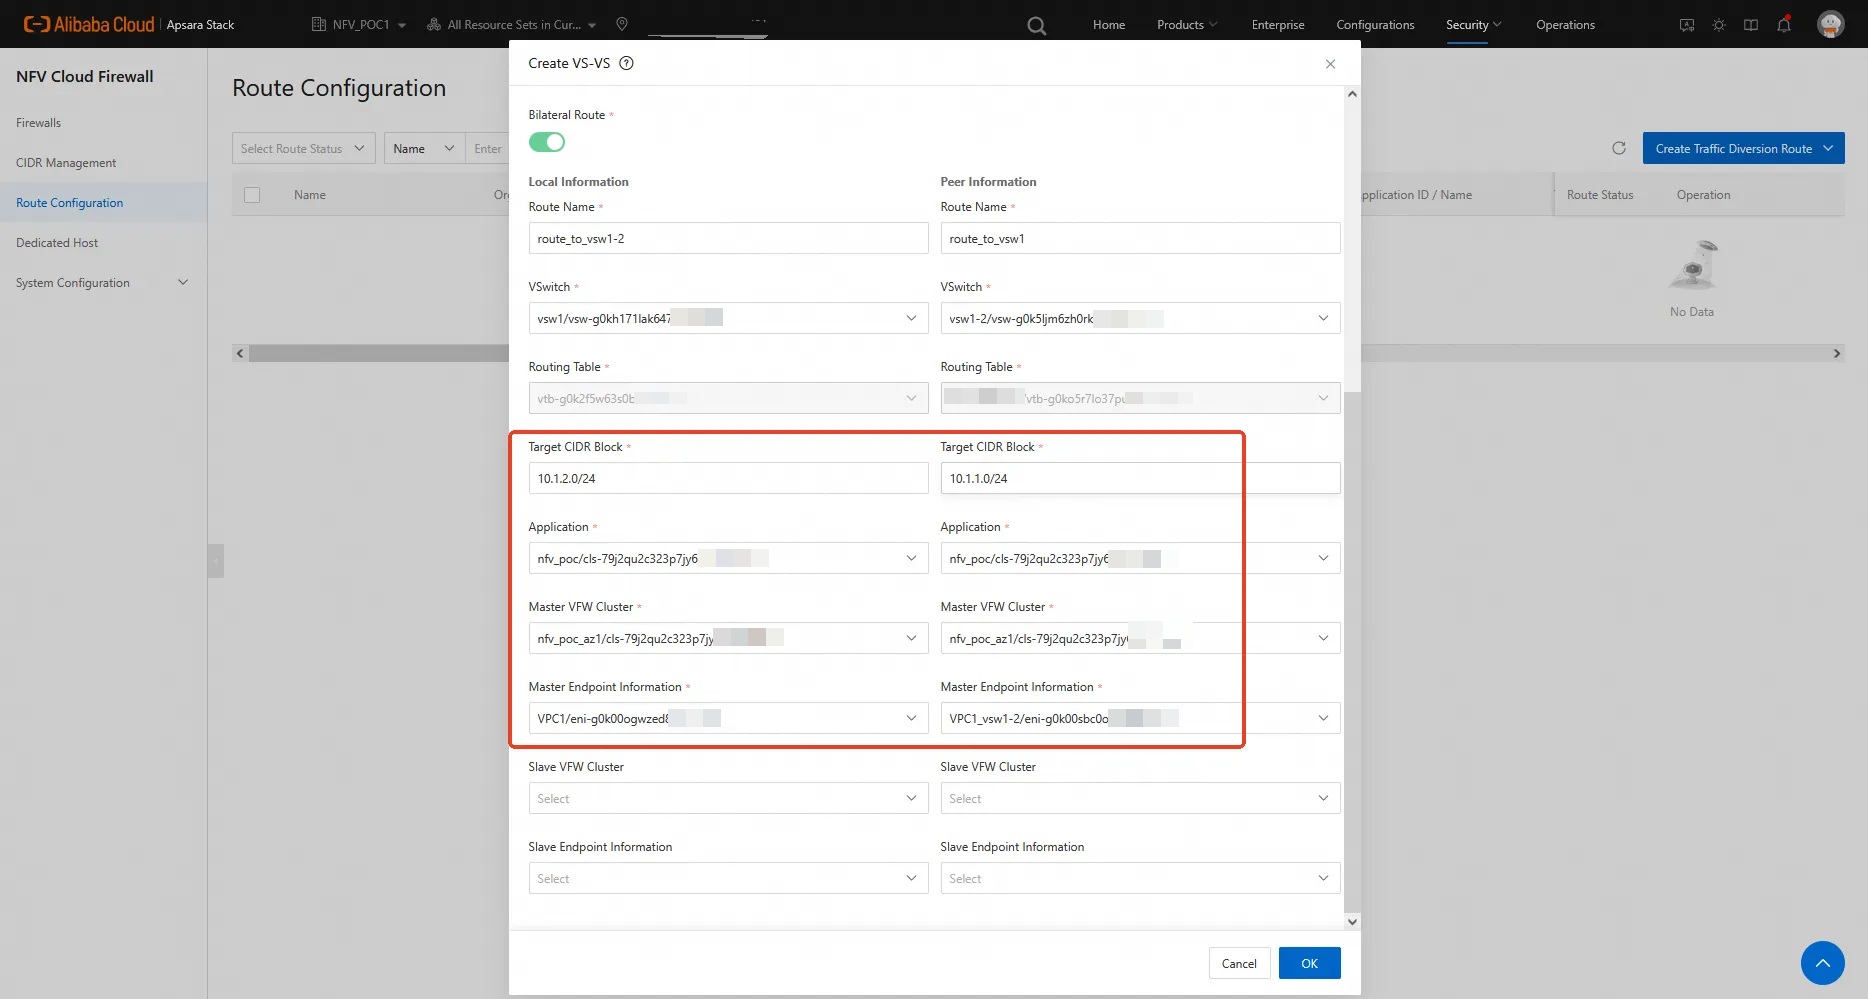 Alibaba Cloud | Apsara Stack
NFV_POC1
All Resource Sets in Cur...
Home
Products
Enterprise
Configurations
Security
Operations
NFV Cloud Firewall
Firewalls
CIDR Management
Route Configuration
Dedicated Host
System Configuration
Route Configuration
Select Route Status
Name
Enter
Create Traffic Diversion Route
Name
pplication ID / Name
Route Status
Operation
No Data
Create VS-VS
Bilateral Route *
Local Information
Peer Information
Route Name *
Route Name *
route_to_vsw1-2
route_to_vsw1
VSwitch *
VSwitch *
vsw1/vsw-g0kh171lak647
vsw1-2/vsw-g0k5ljm6zh0rk
Routing Table *
Routing Table *
vtb-g0k2f5w63s0b
/vtb-g0ko5r7lo37pu
Target CIDR Block *
Target CIDR Block *
10.1.2.0/24
10.1.1.0/24
Application *
Application *
nfv_poc/cls-79j2qu2c323p7jy6
nfv_poc/cls-79j2qu2c323p7jy6
Master VFW Cluster *
Master VFW Cluster *
nfv_poc_az1/cls-79j2qu2c323p7jy
nfv_poc_az1/cls-79j2qu2c323p7jy
Master Endpoint Information *
Master Endpoint Information *
VPC1/eni-g0k00ogwzed8
VPC1_vsw1-2/eni-g0k00sbc0o
Slave VFW Cluster
Slave VFW Cluster
Select
Select
Slave Endpoint Information
Slave Endpoint Information
Select
Select
Cancel
OK